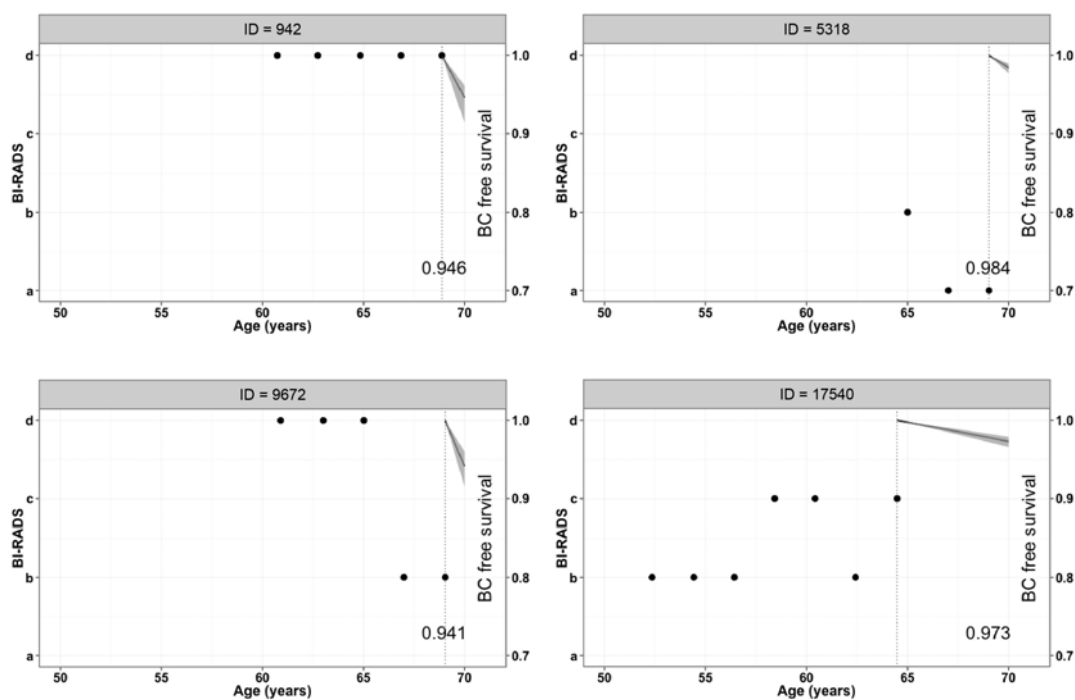 ID = 942
d
c
b
a
BI-RADS
1.0
0.9
0.8
0.7
BC free survival
0.946
50 55 60 65 70
Age (years)
ID = 5318
d
c
b
a
BI-RADS
1.0
0.9
0.8
0.7
BC free survival
0.984
50 55 60 65 70
Age (years)
ID = 9672
d
c
b
a
BI-RADS
1.0
0.9
0.8
0.7
BC free survival
0.941
50 55 60 65 70
Age (years)
ID = 17540
d
c
b
a
BI-RADS
1.0
0.9
0.8
0.7
BC free survival
0.973
50 55 60 65 70
Age (years)